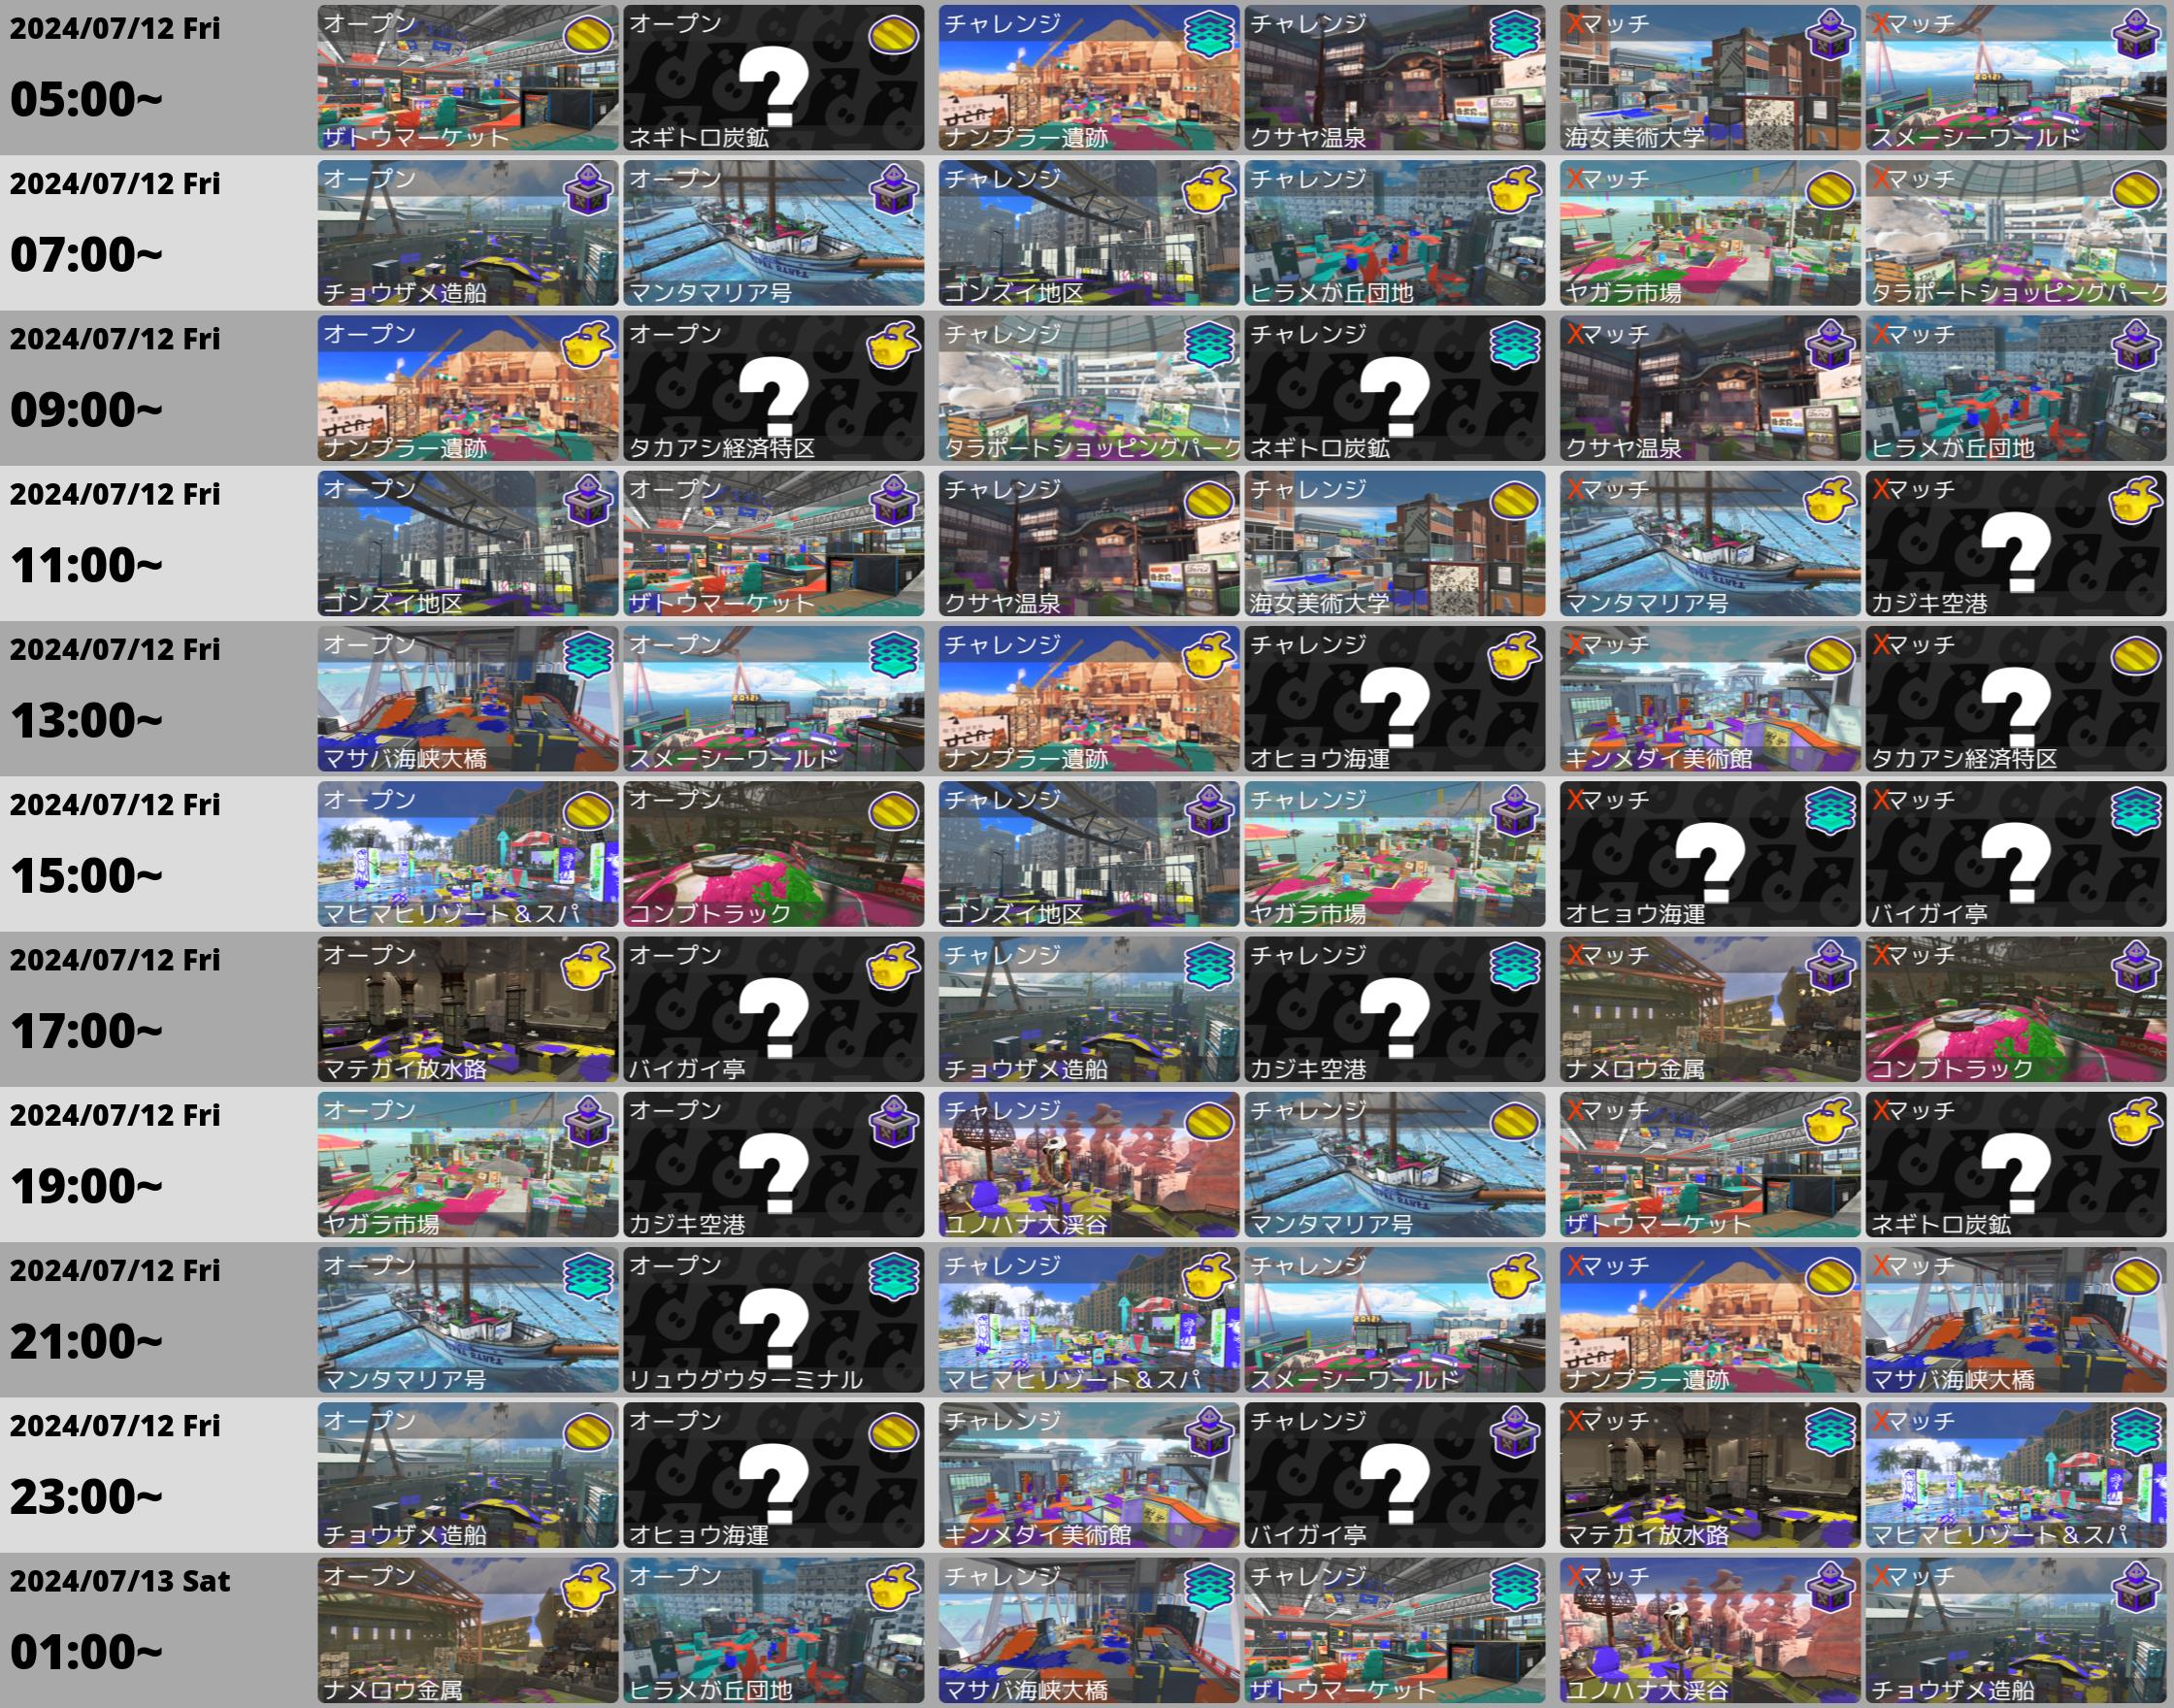 2024/07/12 Fri
05:00~
オープン
ザトウマーケット
オープン
ネギトロ炭鉱
チャレンジ
ナンプラー遺跡
チャレンジ
クサヤ温泉
Xマッチ
海女美術大学
Xマッチ
スメーシーワールド
2024/07/12 Fri
07:00~
オープン
チョウザメ造船
オープン
マンタマリア号
チャレンジ
ゴンズイ地区
チャレンジ
ヒラメが丘団地
Xマッチ
ヤガラ市場
Xマッチ
タラポートショッピングパーク
2024/07/12 Fri
09:00~
オープン
ナンプラー遺跡
オープン
タカアシ経済特区
チャレンジ
タラポートショッピングパーク
チャレンジ
ネギトロ炭鉱
Xマッチ
クサヤ温泉
Xマッチ
ヒラメが丘団地
2024/07/12 Fri
11:00~
オープン
ゴンズイ地区
オープン
ザトウマーケット
チャレンジ
クサヤ温泉
チャレンジ
海女美術大学
Xマッチ
マンタマリア号
Xマッチ
カジキ空港
2024/07/12 Fri
13:00~
オープン
マサバ海峡大橋
オープン
スメーシーワールド
チャレンジ
ナンプラー遺跡
チャレンジ
オヒョウ海運
Xマッチ
キンメダイ美術館
Xマッチ
タカアシ経済特区
2024/07/12 Fri
15:00~
オープン
マヒマヒリゾート＆スパ
オープン
コンブトラック
チャレンジ
ゴンズイ地区
チャレンジ
ヤガラ市場
Xマッチ
オヒョウ海運
Xマッチ
バイガイ亭
2024/07/12 Fri
17:00~
オープン
マテガイ放水路
オープン
バイガイ亭
チャレンジ
チョウザメ造船
チャレンジ
カジキ空港
Xマッチ
ナメロウ金属
Xマッチ
コンブトラック
2024/07/12 Fri
19:00~
オープン
ヤガラ市場
オープン
カジキ空港
チャレンジ
ユノハナ大渓谷
チャレンジ
マンタマリア号
Xマッチ
ザトウマーケット
Xマッチ
ネギトロ炭鉱
2024/07/12 Fri
21:00~
オープン
マンタマリア号
オープン
リュウグウターミナル
チャレンジ
マヒマヒリゾート＆スパ
チャレンジ
スメーシーワールド
Xマッチ
ナンプラー遺跡
Xマッチ
マサバ海峡大橋
2024/07/12 Fri
23:00~
オープン
チョウザメ造船
オープン
オヒョウ海運
チャレンジ
キンメダイ美術館
チャレンジ
バイガイ亭
Xマッチ
マテガイ放水路
Xマッチ
マヒマヒリゾート＆スパ
2024/07/13 Sat
01:00~
オープン
ナメロウ金属
オープン
ヒラメが丘団地
チャレンジ
マサバ海峡大橋
チャレンジ
ザトウマーケット
Xマッチ
ユノハナ大渓谷
Xマッチ
チョウザメ造船